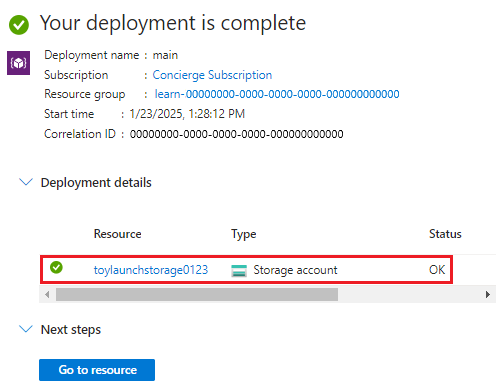 Your deployment is complete
Deployment name : main
Subscription : Concierge Subscription
Resource group : learn-00000000-0000-0000-0000-000000000000
Start time : 1/23/2025, 1:28:12 PM
Correlation ID : 00000000-0000-0000-0000-000000000000
Deployment details
Resource Type Status
toylaunchstorage0123 Storage account OK
Next steps
Go to resource